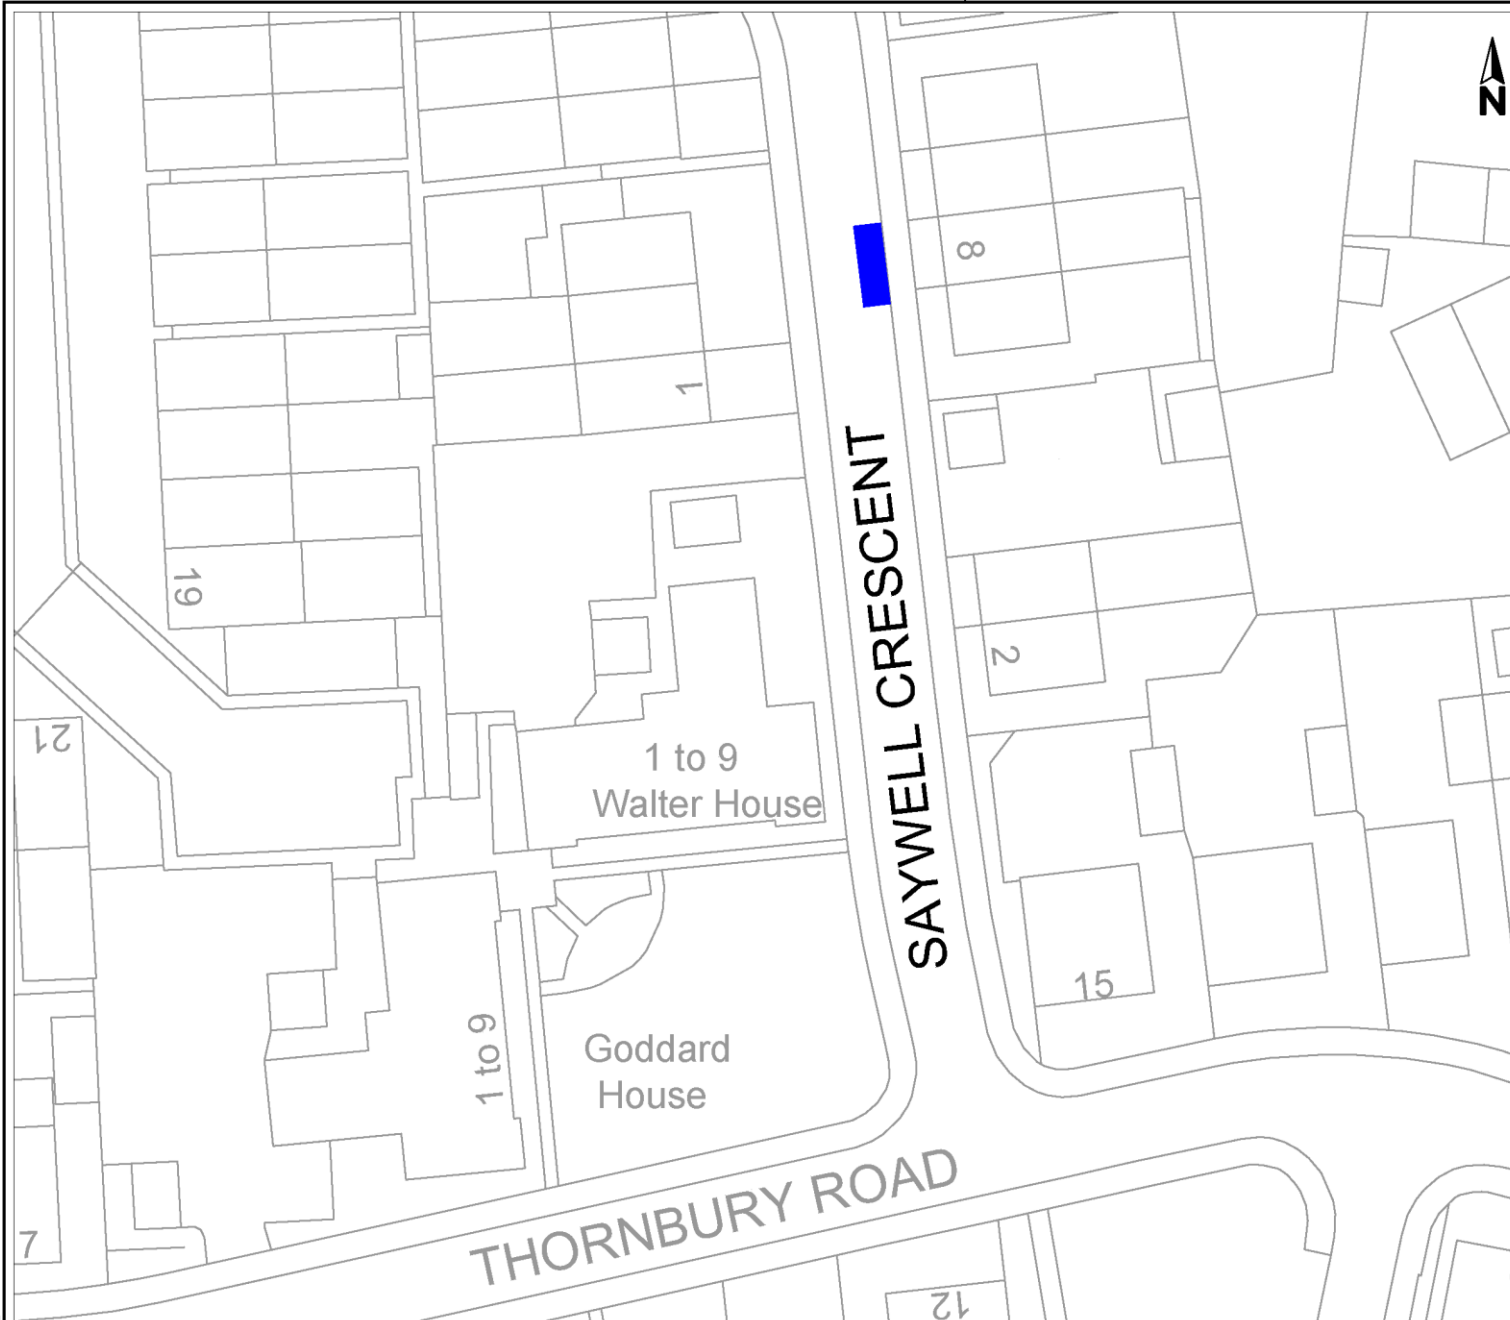 N
8
1
SAYWELL CRESCENT
19
2
21
1 to 9
Walter House
15
1 to 9
Goddard
House
THORNBURY ROAD
7
12